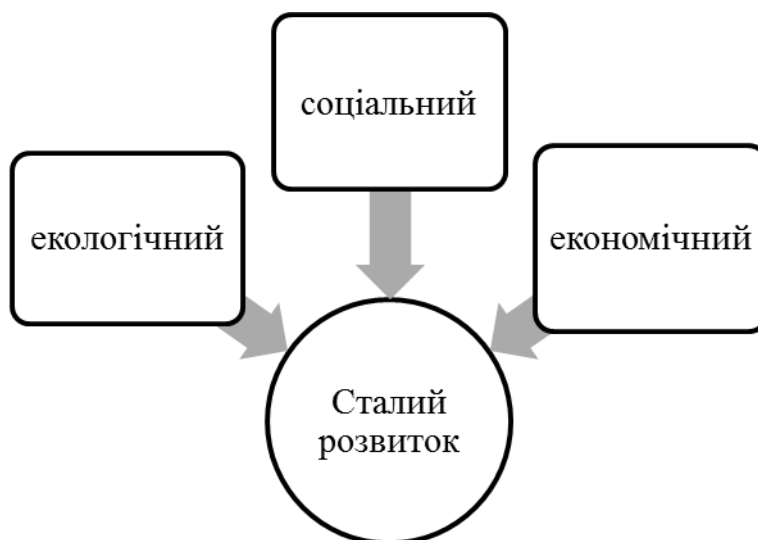 соціальний
екологічний
економічний
Сталий
розвиток